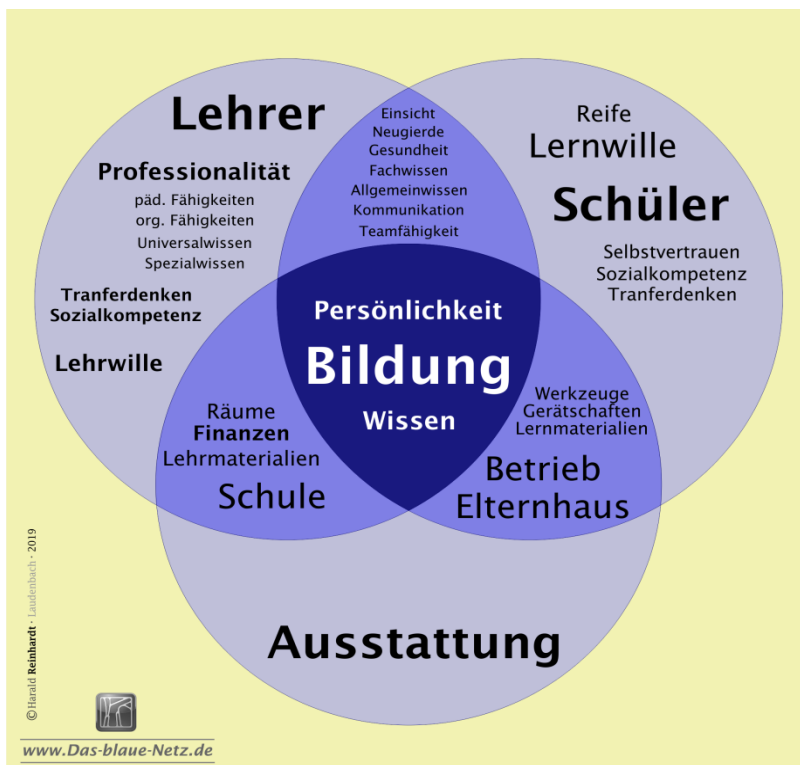 Lehrer
Professionalität
päd. Fähigkeiten
org. Fähigkeiten
Universalwissen
Spezialwissen
Tranferdenken
Sozialkompetenz
Lehrwille
Einsicht
Neugierde
Gesundheit
Fachwissen
Allgemeinwissen
Kommunikation
Teamfähigkeit
Reife
Lernwille
Schüler
Selbstvertrauen
Sozialkompetenz
Tranferdenken
Persönlichkeit
Bildung
Wissen
Räume
Finanzen
Lehrmaterialien
Schule
Werkzeuge
Gerätschaften
Lernmaterialien
Betrieb
Elternhaus
Ausstattung
©Harald Reinhardt · Laudenbach · 2019
www.Das-blaue-Netz.de